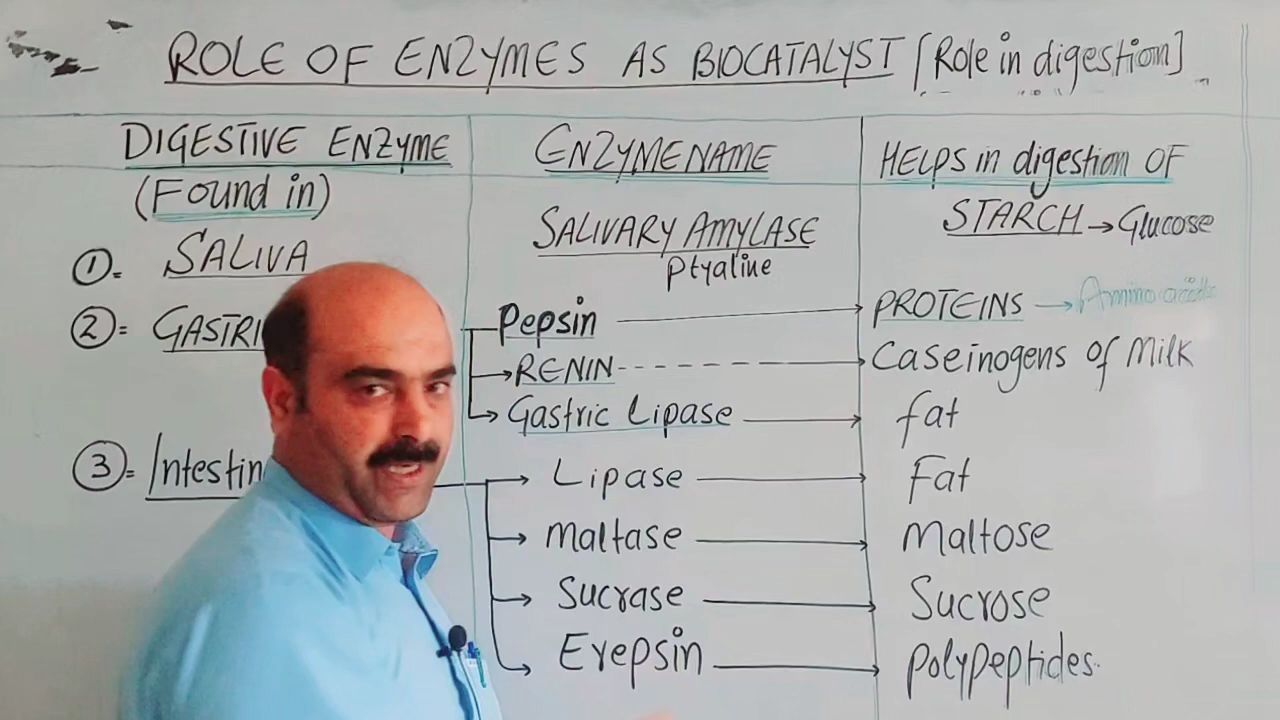 ROLE OF ENZYMES AS BIOCATALYST [Role in digestion]
DIGESTIVE ENZYME ENZYMENAME HELPS in digestion OF
(Found in)
① = SALIVA SALIVARY AMYLASE STARCH → Glucose
Ptyaline
② = Pepsin → PROTEINS → Amino acids
RENIN → Caseinogens of Milk
Gastric Lipase → fat
③ = Lipase → Fat
Maltase → Maltose
Sucrase → Sucrose
Erepsin → polypeptides.